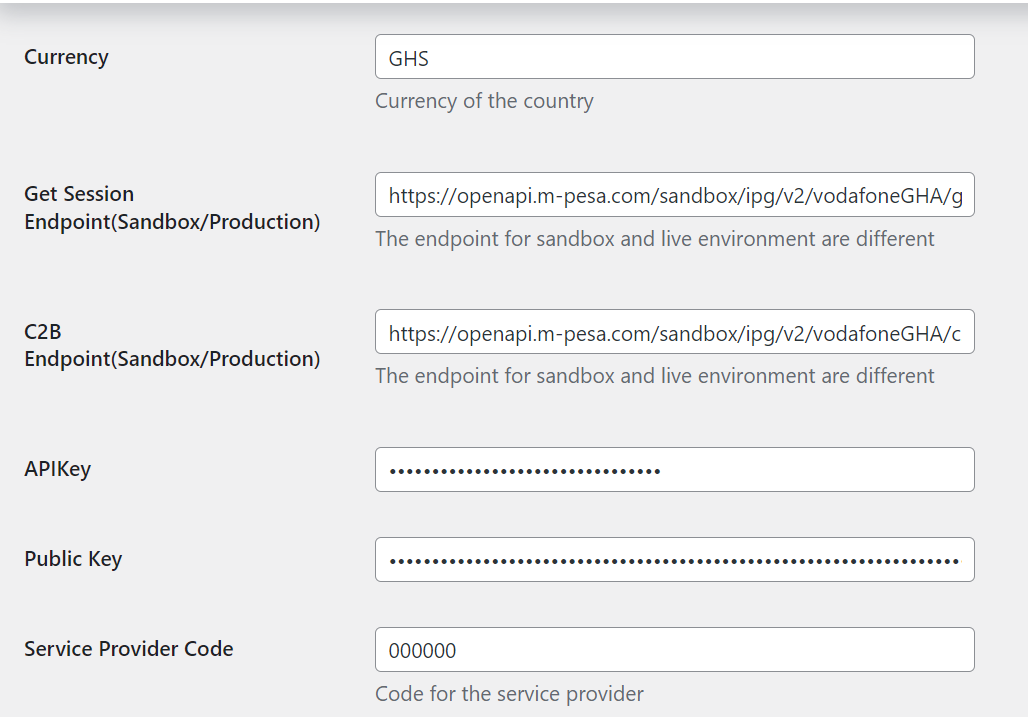 Currency
GHS
Currency of the country
Get Session
Endpoint(Sandbox/Production)
https://openapi.m-pesa.com/sandbox/ipg/v2/vodafoneGHA/g
The endpoint for sandbox and live environment are different
C2B
Endpoint(Sandbox/Production)
https://openapi.m-pesa.com/sandbox/ipg/v2/vodafoneGHA/c
The endpoint for sandbox and live environment are different
APIKey
Public Key
Service Provider Code
000000
Code for the service provider